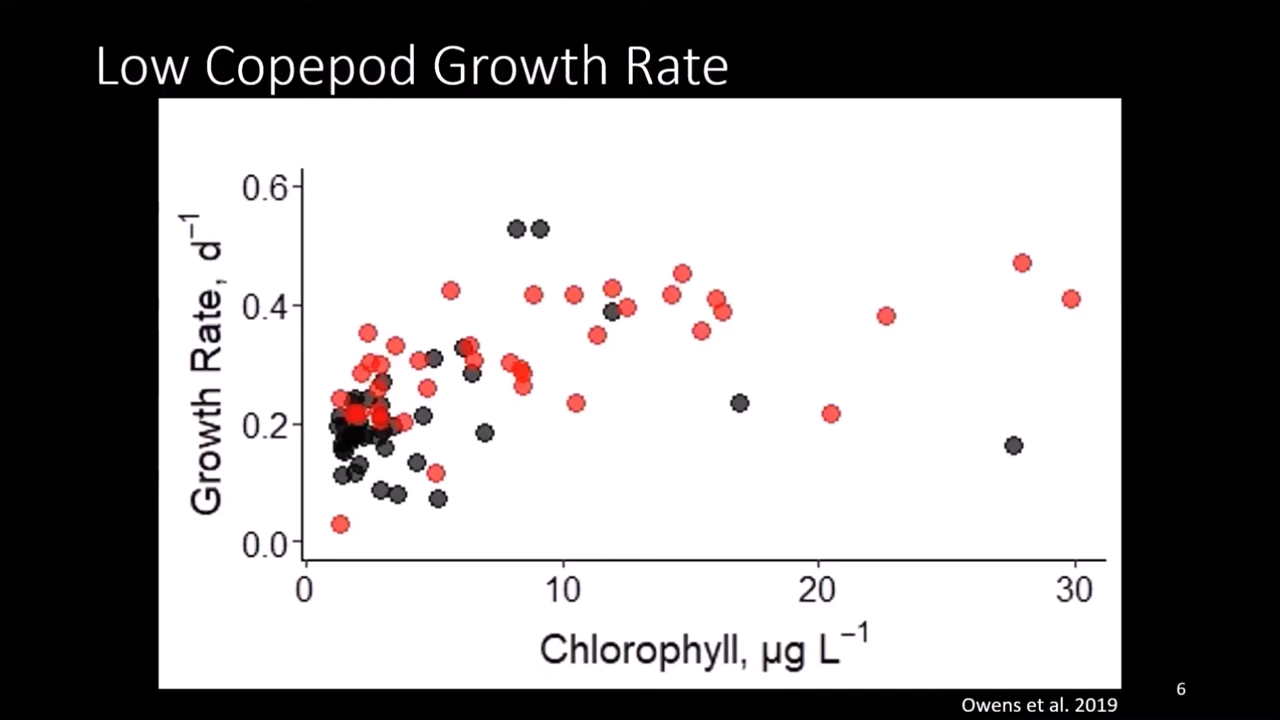 Low Copepod Growth Rate
0.6
0.4
0.2
0.0
Growth Rate, d⁻¹
0 10 20 30
Chlorophyll, µg L⁻¹
Owens et al. 2019
6